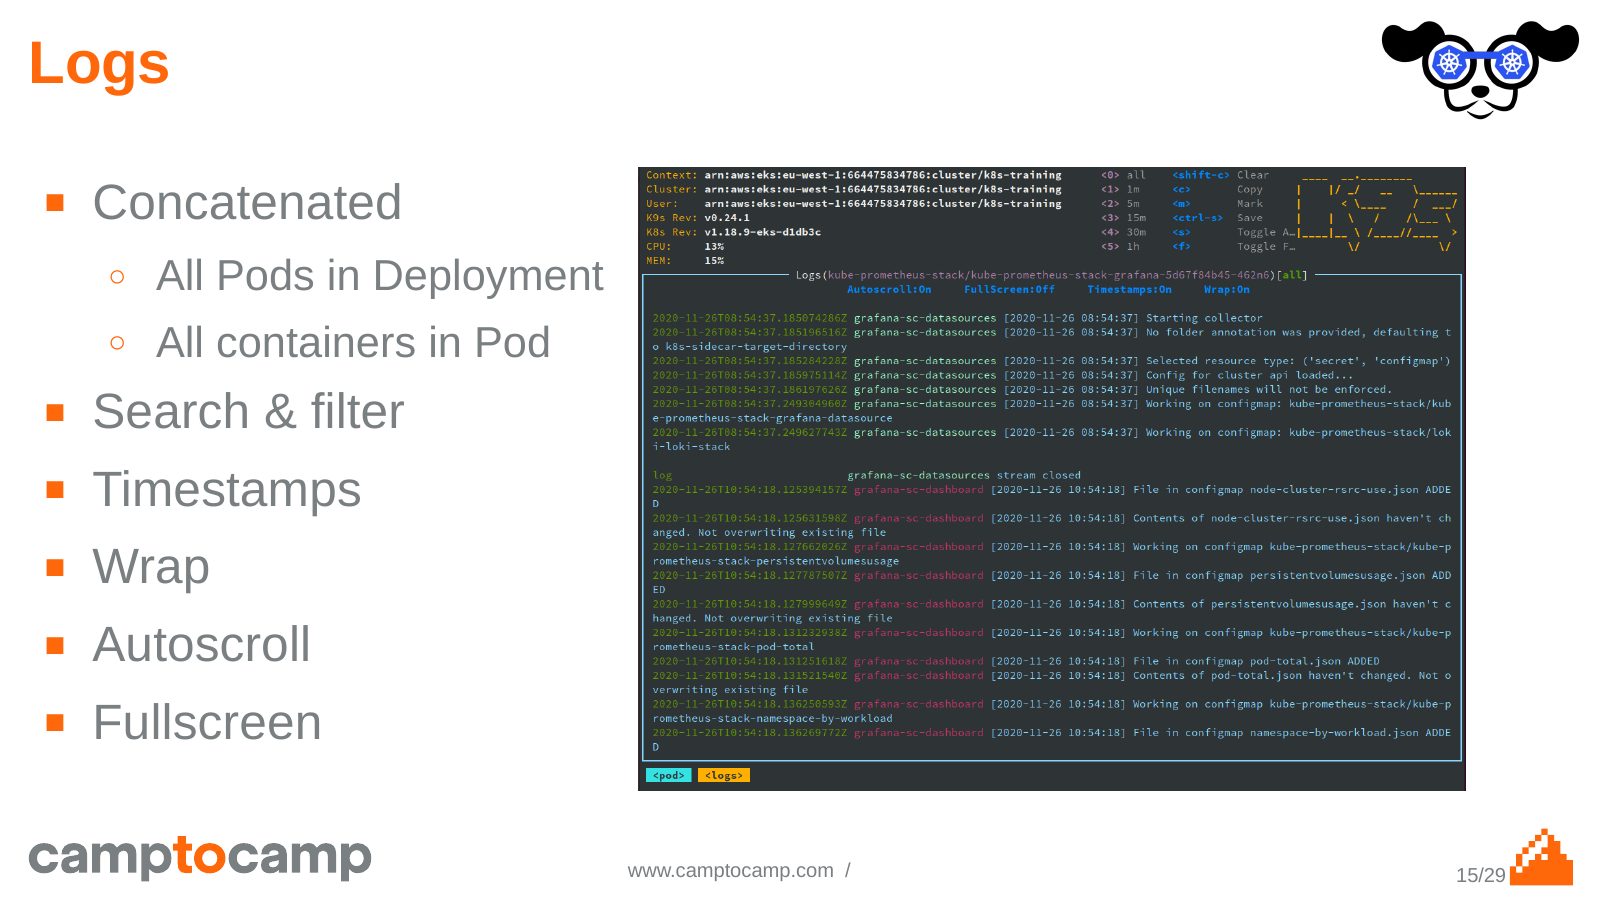 Logs
Concatenated
All Pods in Deployment
All containers in Pod
Search & filter
Timestamps
Wrap
Autoscroll
Fullscreen
Context: arn:aws:eks:eu-west-1:664475834786:cluster/k8s-training <0> all <shift-c> Clear
Cluster: arn:aws:eks:eu-west-1:664475834786:cluster/k8s-training <1> 1m <c> Copy
User: arn:aws:eks:eu-west-1:664475834786:cluster/k8s-training <2> 5m <m> Mark
K9s Rev: v0.24.1 <3> 15m <ctrl-s> Save
K8s Rev: v1.18.9-eks-d1db3c <4> 30m <s> Toggle A…
CPU: 13% <5> 1h <f> Toggle F…
MEM: 15%
Logs(kube-prometheus-stack/kube-prometheus-stack-grafana-5d67f84b45-462n6)[all]
Autoscroll:On FullScreen:Off Timestamps:On Wrap:On
2020-11-26T08:54:37.185074286Z grafana-sc-datasources [2020-11-26 08:54:37] Starting collector
2020-11-26T08:54:37.185196516Z grafana-sc-datasources [2020-11-26 08:54:37] No folder annotation was provided, defaulting t
o k8s-sidecar-target-directory
2020-11-26T08:54:37.185284228Z grafana-sc-datasources [2020-11-26 08:54:37] Selected resource type: ('secret', 'configmap')
2020-11-26T08:54:37.185975114Z grafana-sc-datasources [2020-11-26 08:54:37] Config for cluster api loaded...
2020-11-26T08:54:37.186197626Z grafana-sc-datasources [2020-11-26 08:54:37] Unique filenames will not be enforced.
2020-11-26T08:54:37.249304960Z grafana-sc-datasources [2020-11-26 08:54:37] Working on configmap: kube-prometheus-stack/kub
e-prometheus-stack-grafana-datasource
2020-11-26T08:54:37.249627743Z grafana-sc-datasources [2020-11-26 08:54:37] Working on configmap: kube-prometheus-stack/lok
i-loki-stack
log grafana-sc-datasources stream closed
2020-11-26T10:54:18.125394157Z grafana-sc-dashboard [2020-11-26 10:54:18] File in configmap node-cluster-rsrc-use.json ADDE
D
2020-11-26T10:54:18.125631598Z grafana-sc-dashboard [2020-11-26 10:54:18] Contents of node-cluster-rsrc-use.json haven't ch
anged. Not overwriting existing file
2020-11-26T10:54:18.127662026Z grafana-sc-dashboard [2020-11-26 10:54:18] Working on configmap kube-prometheus-stack/kube-p
rometheus-stack-persistentvolumesusage
2020-11-26T10:54:18.127787507Z grafana-sc-dashboard [2020-11-26 10:54:18] File in configmap persistentvolumesusage.json ADD
ED
2020-11-26T10:54:18.127999649Z grafana-sc-dashboard [2020-11-26 10:54:18] Contents of persistentvolumesusage.json haven't c
hanged. Not overwriting existing file
2020-11-26T10:54:18.131232938Z grafana-sc-dashboard [2020-11-26 10:54:18] Working on configmap kube-prometheus-stack/kube-p
rometheus-stack-pod-total
2020-11-26T10:54:18.131251618Z grafana-sc-dashboard [2020-11-26 10:54:18] File in configmap pod-total.json ADDED
2020-11-26T10:54:18.131521540Z grafana-sc-dashboard [2020-11-26 10:54:18] Contents of pod-total.json haven't changed. Not o
verwriting existing file
2020-11-26T10:54:18.136250593Z grafana-sc-dashboard [2020-11-26 10:54:18] Working on configmap kube-prometheus-stack/kube-p
rometheus-stack-namespace-by-workload
2020-11-26T10:54:18.136269772Z grafana-sc-dashboard [2020-11-26 10:54:18] File in configmap namespace-by-workload.json ADDE
D
<pod> <logs>
camptocamp
www.camptocamp.com /
15/29